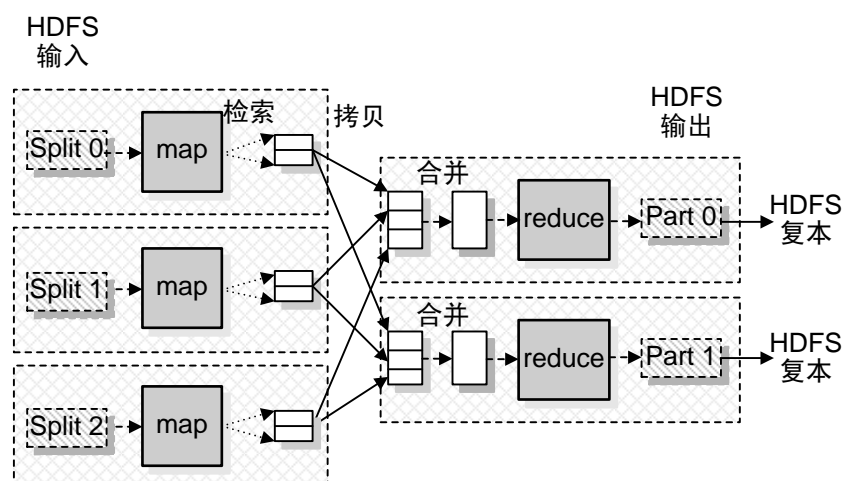 HDFS
输入
检索
拷贝
Split 0
map
Split 1
map
Split 2
map
HDFS
输出
合并
reduce
Part 0
HDFS
复本
合并
reduce
Part 1
HDFS
复本